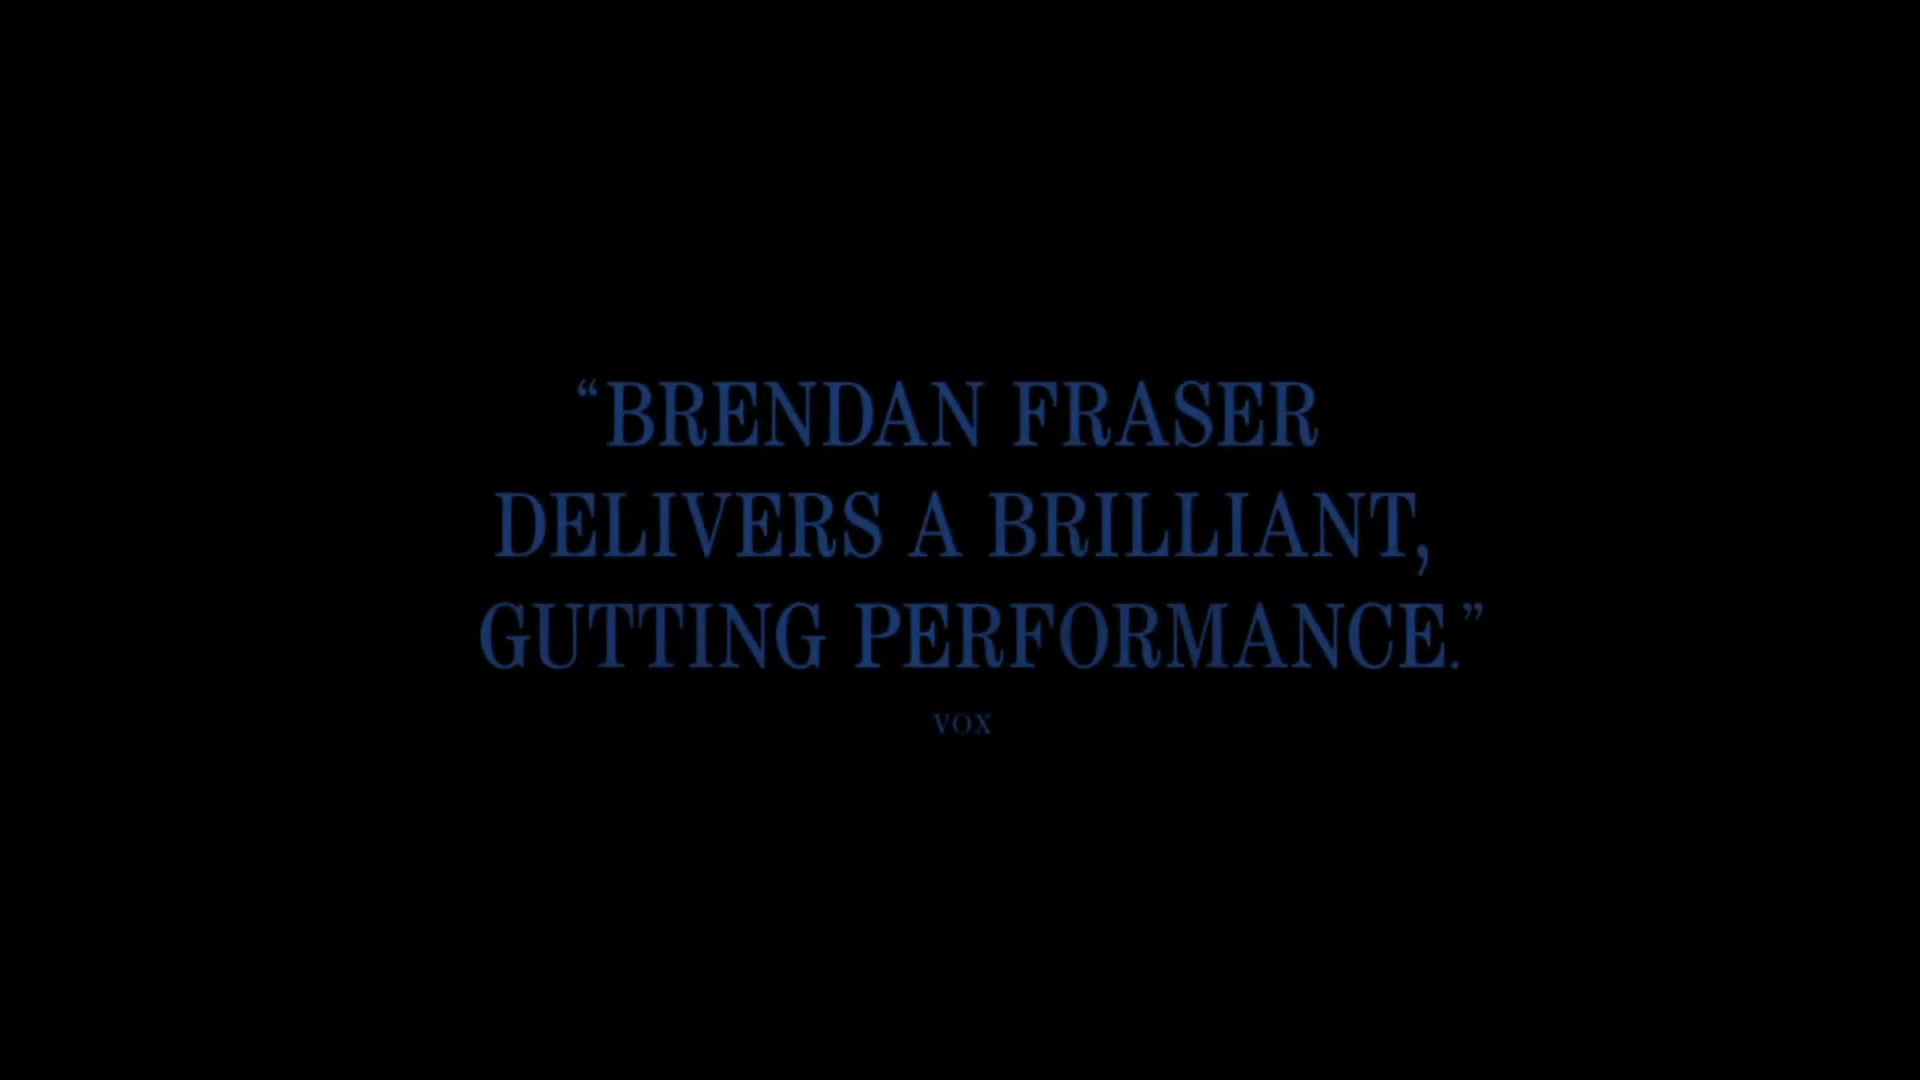 “BRENDAN FRASER
DELIVERS A BRILLIANT,
GUTTING PERFORMANCE.”
VOX